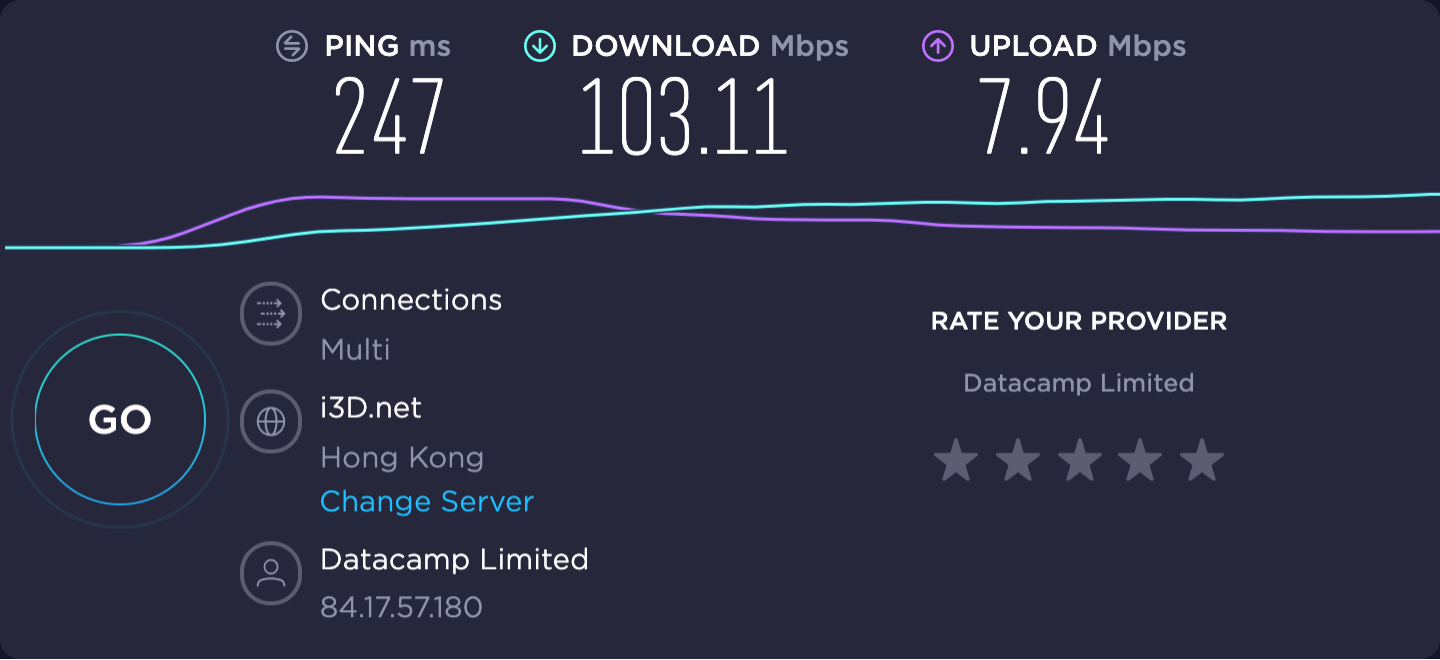 PING ms
247
DOWNLOAD Mbps
103.11
UPLOAD Mbps
7.94
GO
Connections
Multi
i3D.net
Hong Kong
Change Server
Datacamp Limited
84.17.57.180
RATE YOUR PROVIDER
Datacamp Limited